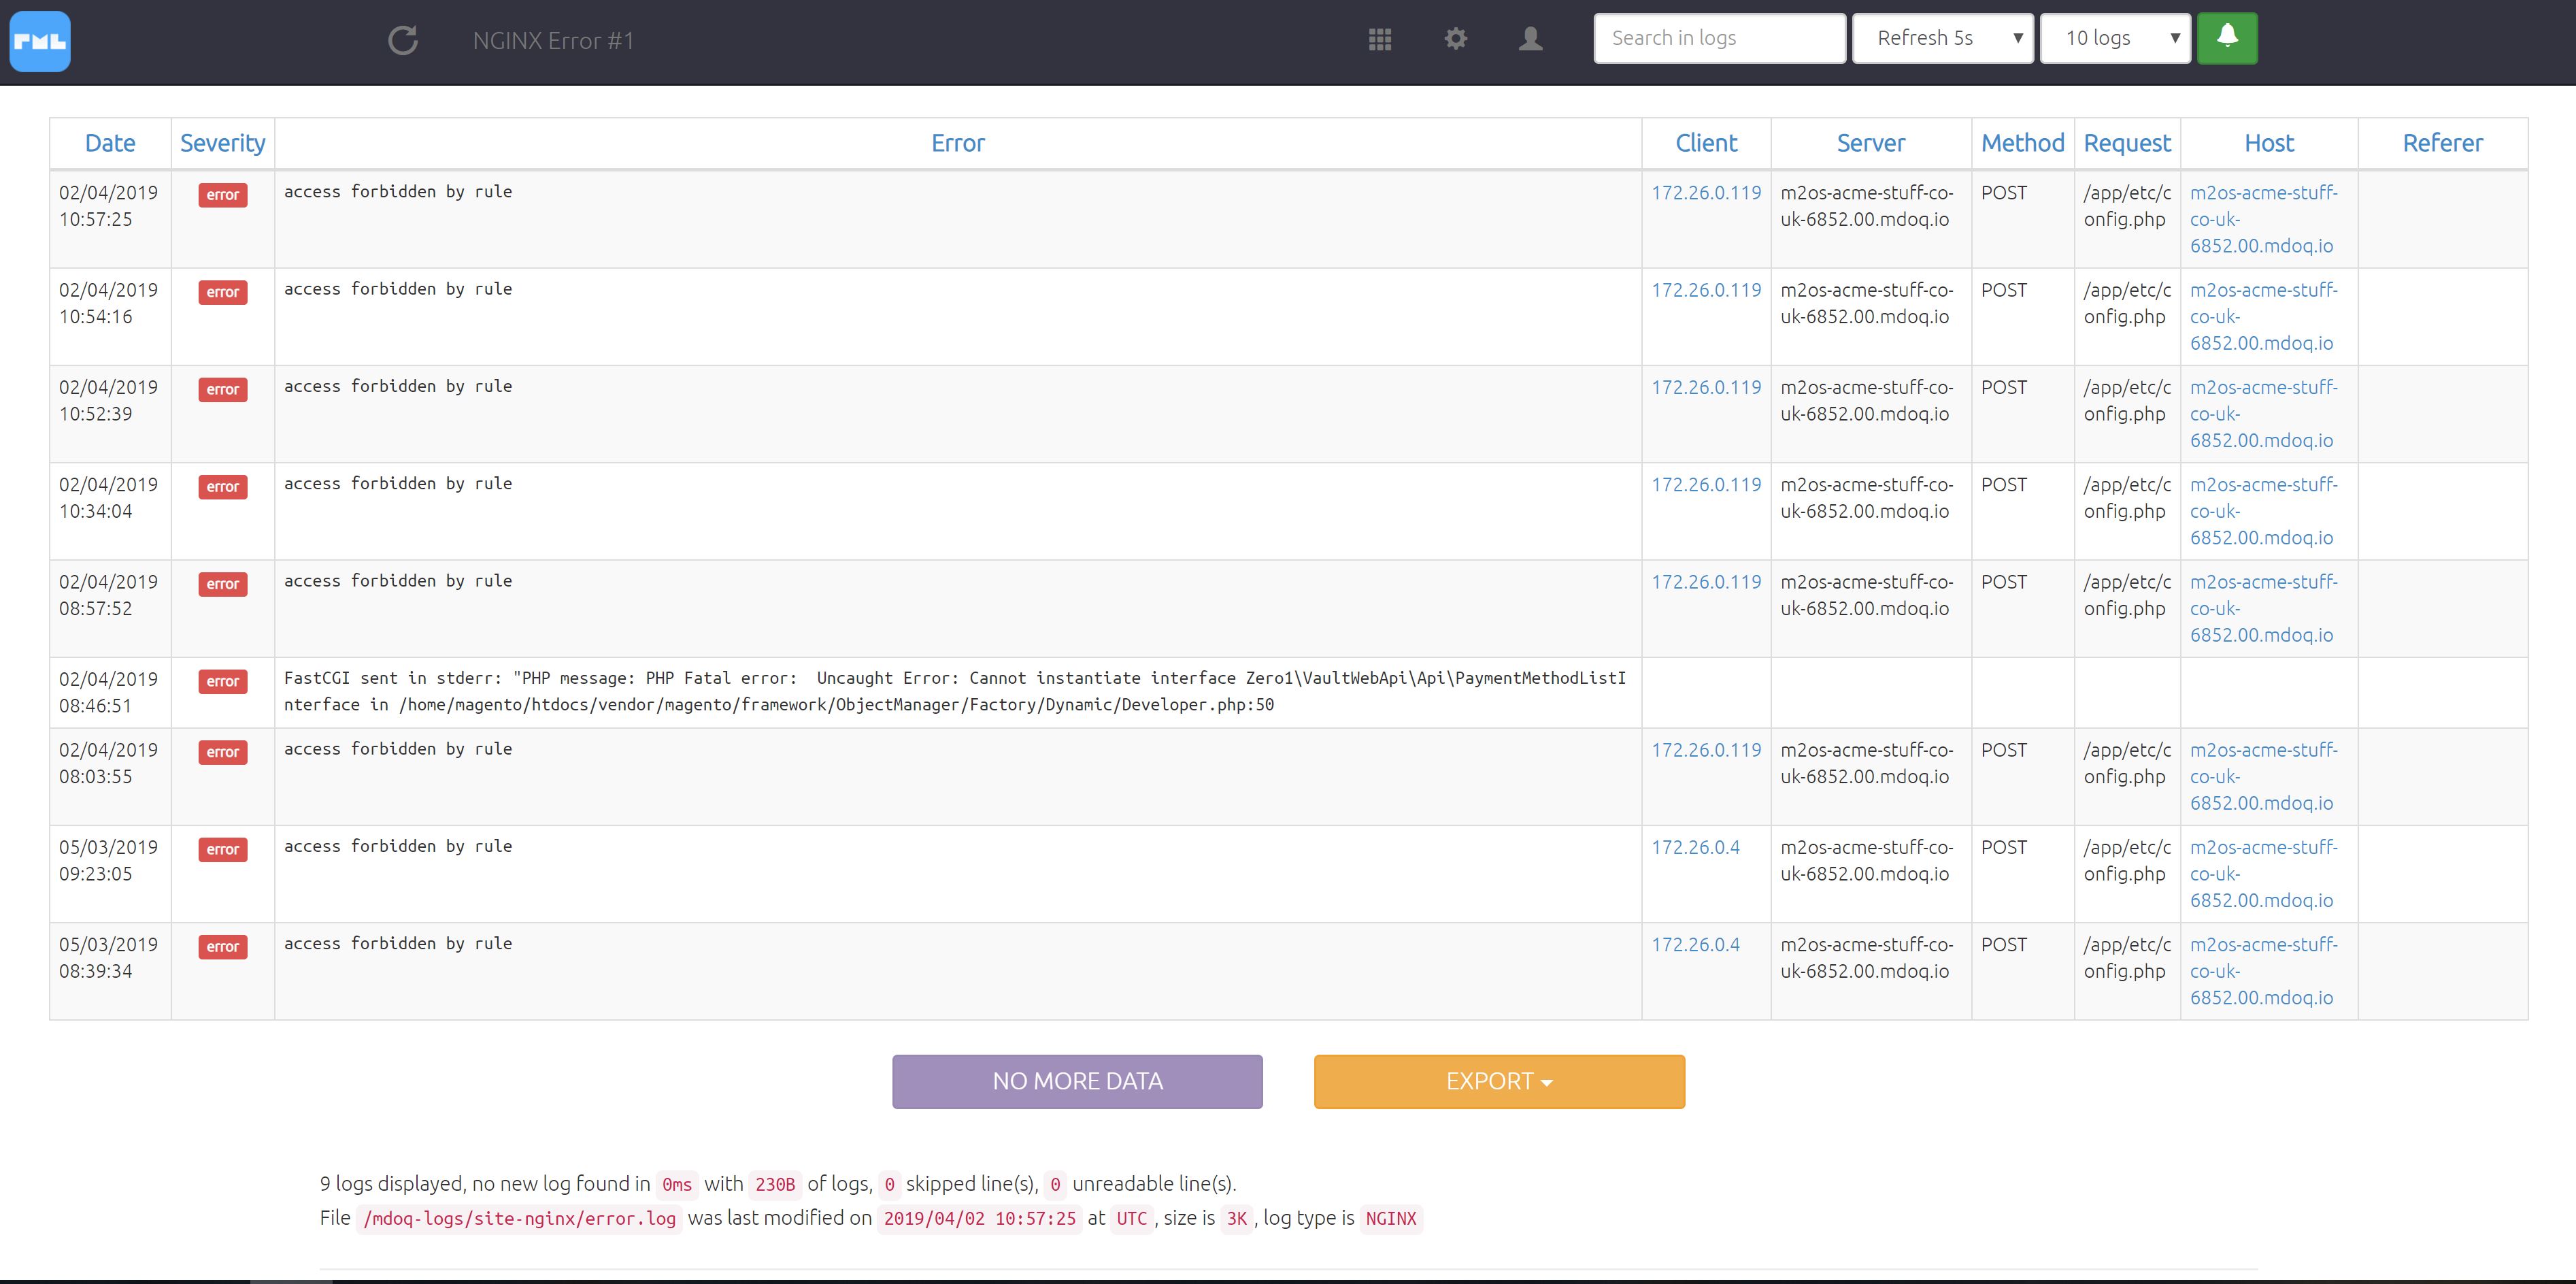 PML
NGINX Error #1
Search in logs
Refresh 5s
10 logs
Date Severity Error Client Server Method Request Host Referer
02/04/2019 error access forbidden by rule 172.26.0.119 m2os-acme-stuff-co- POST /app/etc/c m2os-acme-stuff-
10:57:25 uk-6852.00.mdoq.io onfig.php co-uk-
6852.00.mdoq.io
02/04/2019 error access forbidden by rule 172.26.0.119 m2os-acme-stuff-co- POST /app/etc/c m2os-acme-stuff-
10:54:16 uk-6852.00.mdoq.io onfig.php co-uk-
6852.00.mdoq.io
02/04/2019 error access forbidden by rule 172.26.0.119 m2os-acme-stuff-co- POST /app/etc/c m2os-acme-stuff-
10:52:39 uk-6852.00.mdoq.io onfig.php co-uk-
6852.00.mdoq.io
02/04/2019 error access forbidden by rule 172.26.0.119 m2os-acme-stuff-co- POST /app/etc/c m2os-acme-stuff-
10:34:04 uk-6852.00.mdoq.io onfig.php co-uk-
6852.00.mdoq.io
02/04/2019 error access forbidden by rule 172.26.0.119 m2os-acme-stuff-co- POST /app/etc/c m2os-acme-stuff-
08:57:52 uk-6852.00.mdoq.io onfig.php co-uk-
6852.00.mdoq.io
02/04/2019 error FastCGI sent in stderr: "PHP message: PHP Fatal error:  Uncaught Error: Cannot instantiate interface Zero1\VaultWebApi\Api\PaymentMethodListI
08:46:51 nterface in /home/magento/htdocs/vendor/magento/framework/ObjectManager/Factory/Dynamic/Developer.php:50
02/04/2019 error access forbidden by rule 172.26.0.119 m2os-acme-stuff-co- POST /app/etc/c m2os-acme-stuff-
08:03:55 uk-6852.00.mdoq.io onfig.php co-uk-
6852.00.mdoq.io
05/03/2019 error access forbidden by rule 172.26.0.4 m2os-acme-stuff-co- POST /app/etc/c m2os-acme-stuff-
09:23:05 uk-6852.00.mdoq.io onfig.php co-uk-
6852.00.mdoq.io
05/03/2019 error access forbidden by rule 172.26.0.4 m2os-acme-stuff-co- POST /app/etc/c m2os-acme-stuff-
08:39:34 uk-6852.00.mdoq.io onfig.php co-uk-
6852.00.mdoq.io
NO MORE DATA
EXPORT
9 logs displayed, no new log found in 0ms with 230B of logs, 0 skipped line(s), 0 unreadable line(s).
File /mdoq-logs/site-nginx/error.log was last modified on 2019/04/02 10:57:25 at UTC, size is 3K, log type is NGINX